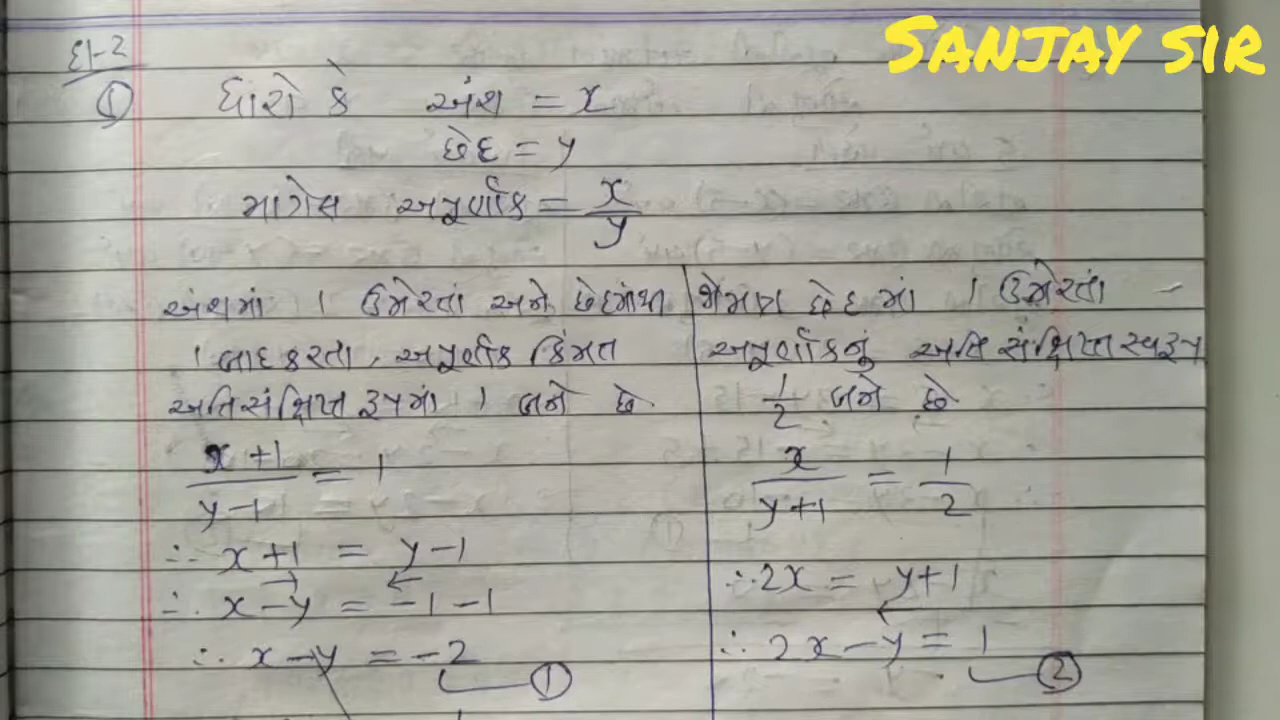 SANJAY SIR
દા-2
① ધારો કે અંશ = x
છેદ = y
માગેલ અપૂર્ણાંક = x/y
અંશમાં 1 ઉમેરતાં અને છેદમાંથી
1 બાદ કરતા, અપૂર્ણાંક કિંમત
અતિસંક્ષિપ્ત રૂપમાં 1 બને છે.
x+1/y-1 = 1
∴ x+1 = y-1
∴ x-y = -1-1
∴ x-y = -2 ①
છેદમાં 1 ઉમેરતા
અપૂર્ણાંકનું અતિ સંક્ષિપ્ત સ્વરૂપ
1/2 બને છે
x/y+1 = 1/2
∴ 2x = y+1
∴ 2x-y = 1 ②